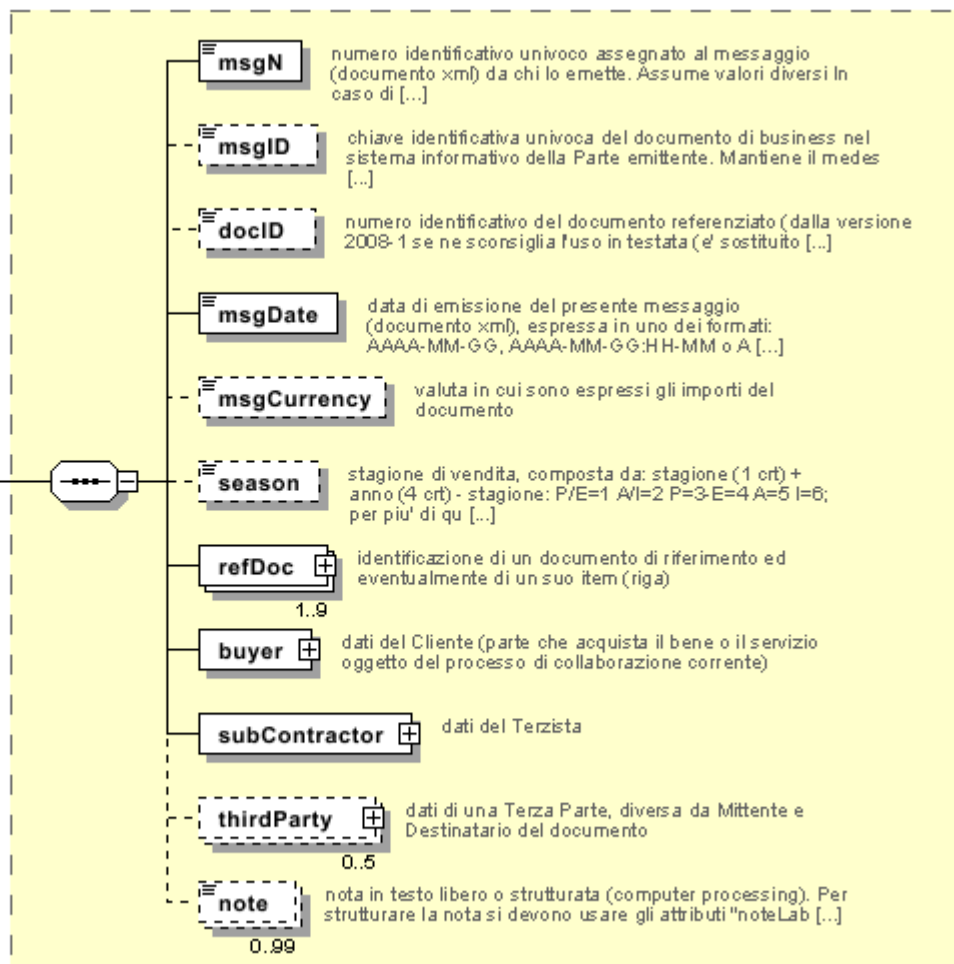 msgN
numero identificativo univoco assegnato al messaggio
(documento xml) da chi lo emette. Assume valori diversi In
caso di [...]
msgID
chiave identificativa univoca del documento di business nel
sistema informativo della Parte emittente. Mantiene il medes
[...]
docID
numero identificativo del documento referenziato (dalla versione
2008-1 se ne sconsiglia l'uso in testata (e' sostituito [...]
msgDate
data di emissione del presente messaggio
(documento xml), espressa in uno dei formati:
AAAA-MM-GG, AAAA-MM-GG:HH-MM o A [...]
msgCurrency
valuta in cui sono espressi gli importi del
documento
season
stagione di vendita, composta da: stagione (1 crt) +
anno (4 crt) - stagione: P/E=1 A/I=2 P=3-E=4 A=5 I=6;
per piu' di qu [...]
refDoc
identificazione di un documento di riferimento ed
eventualmente di un suo item (riga)
1..9
buyer
dati del Cliente (parte che acquista il bene o il servizio
oggetto del processo di collaborazione corrente)
subContractor
dati del Terzista
thirdParty
dati di una Terza Parte, diversa da Mittente e
Destinatario del documento
0..5
note
nota in testo libero o strutturata (computer processing). Per
strutturare la nota si devono usare gli attributi "noteLab [...]
0..99